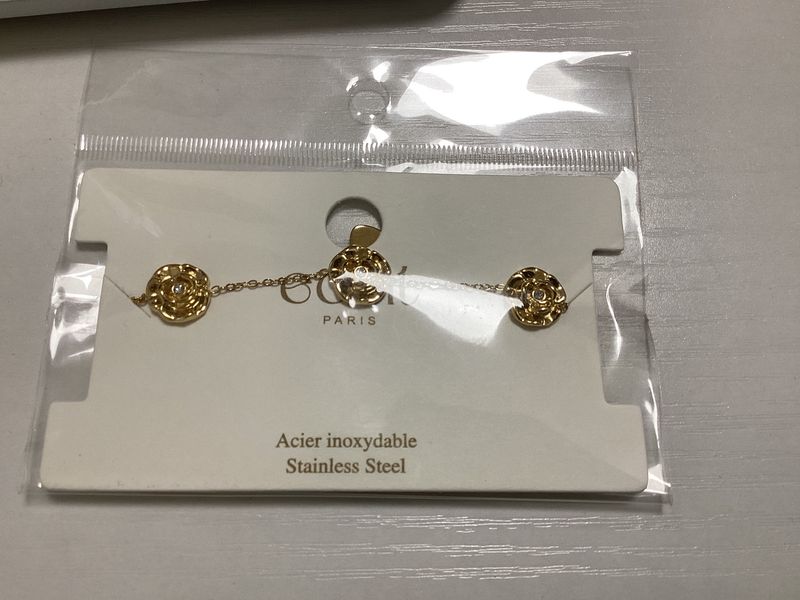 PARIS
Acier inoxydable
Stainless Steel